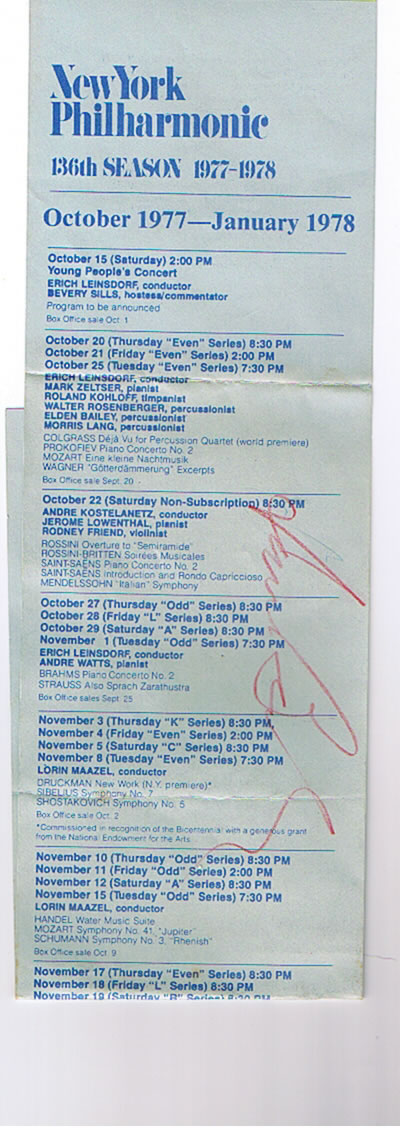 New York
Philharmonic
136th SEASON 1977-1978
October 1977—January 1978
October 15 (Saturday) 2:00 PM
Young People's Concert
ERICH LEINSDORF, conductor
BEVERY SILLS, hostess/commentator
Program to be announced
Box Office sale Oct. 1
October 20 (Thursday "Even" Series) 8:30 PM
October 21 (Friday "Even" Series) 2:00 PM
October 25 (Tuesday "Even" Series) 7:30 PM
ERICH LEINSDORF, conductor
MARK ZELTSER, pianist
ROLAND KOHLOFF, timpanist
WALTER ROSENBERGER, percussionist
ELDEN BAILEY, percussionist
MORRIS LANG, percussionist
COLGRASS Déjà Vu for Percussion Quartet (world premiere)
PROKOFIEV Piano Concerto No. 2
MOZART Eine kleine Nachtmusik
WAGNER "Götterdämmerung" Excerpts
Box Office sale Sept. 20
October 22 (Saturday Non-Subscription) 8:30 PM
ANDRE KOSTELANETZ, conductor
JEROME LOWENTHAL, pianist
RODNEY FRIEND, violinist
ROSSINI Overture to "Semiramide"
ROSSINI-BRITTEN Soirées Musicales
SAINT-SAËNS Piano Concerto No. 2
SAINT-SAËNS Introduction and Rondo Capriccioso
MENDELSSOHN "Italian" Symphony
October 27 (Thursday "Odd" Series) 8:30 PM
October 28 (Friday "L" Series) 8:30 PM
October 29 (Saturday "A" Series) 8:30 PM
November 1 (Tuesday "Odd" Series) 7:30 PM
ERICH LEINSDORF, conductor
ANDRE WATTS, pianist
BRAHMS Piano Concerto No. 2
STRAUSS Also Sprach Zarathustra
Box Office sales Sept. 25
November 3 (Thursday "K" Series) 8:30 PM,
November 4 (Friday "Even" Series) 2:00 PM
November 5 (Saturday "C" Series) 8:30 PM
November 8 (Tuesday "Even" Series) 7:30 PM
LORIN MAAZEL, conductor
DRUCKMAN New Work (N.Y. premiere)*
SIBELIUS Symphony No. 7
SHOSTAKOVICH Symphony No. 5
Box Office sale Oct. 2
*Commissioned in recognition of the Bicentennial with a generous grant
from the National Endowment for the Arts
November 10 (Thursday "Odd" Series) 8:30 PM
November 11 (Friday "Odd" Series) 2:00 PM
November 12 (Saturday "A" Series) 8:30 PM
November 15 (Tuesday "Odd" Series) 7:30 PM
LORIN MAAZEL, conductor
HANDEL Water Music Suite
MOZART Symphony No. 41, "Jupiter"
SCHUMANN Symphony No. 3, "Rhenish"
Box Office sale Oct. 9
November 17 (Thursday "Even" Series) 8:30 PM
November 18 (Friday "L" Series) 8:30 PM
November 19 (Saturday "B" Series) 8:30 PM